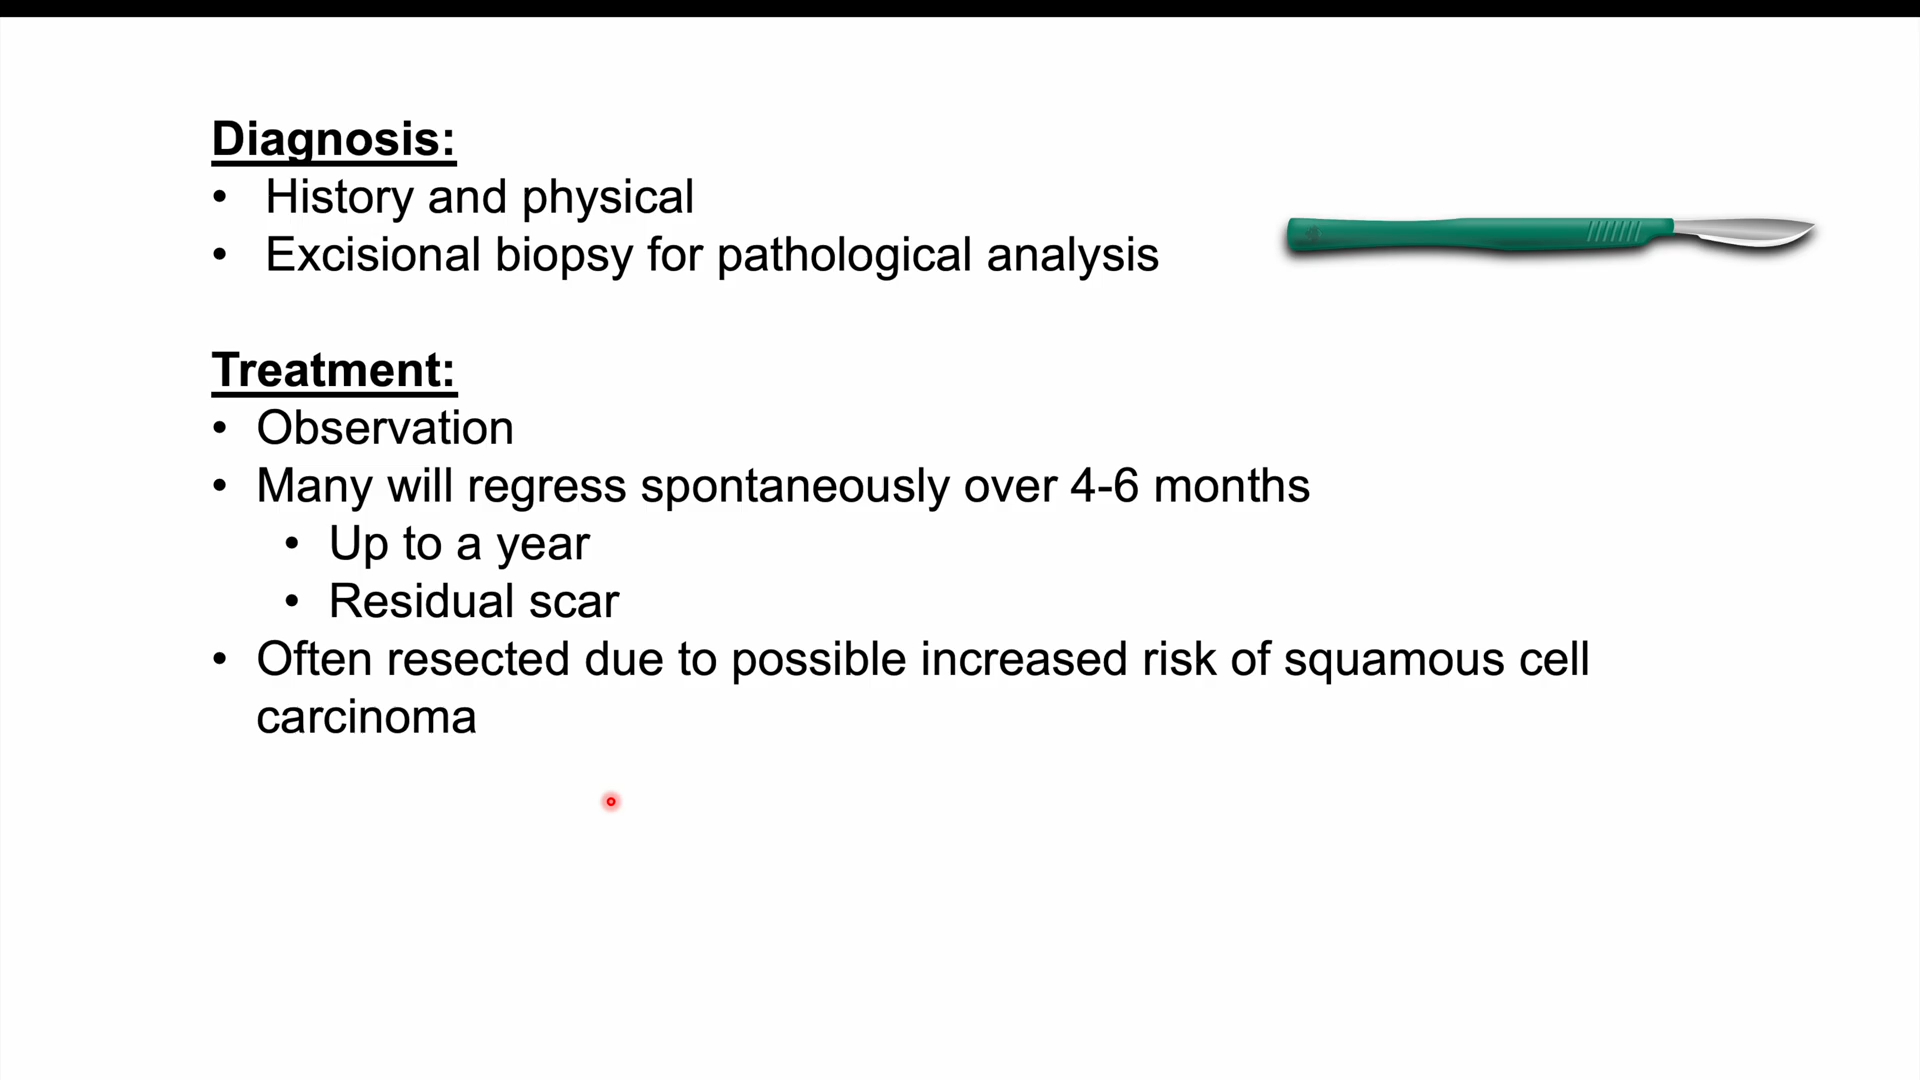 Diagnosis:
• History and physical
• Excisional biopsy for pathological analysis
Treatment:
• Observation
• Many will regress spontaneously over 4-6 months
• Up to a year
• Residual scar
• Often resected due to possible increased risk of squamous cell
carcinoma